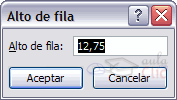 Alto de fila
Alto de fila: 12,75
Aceptar Cancelar